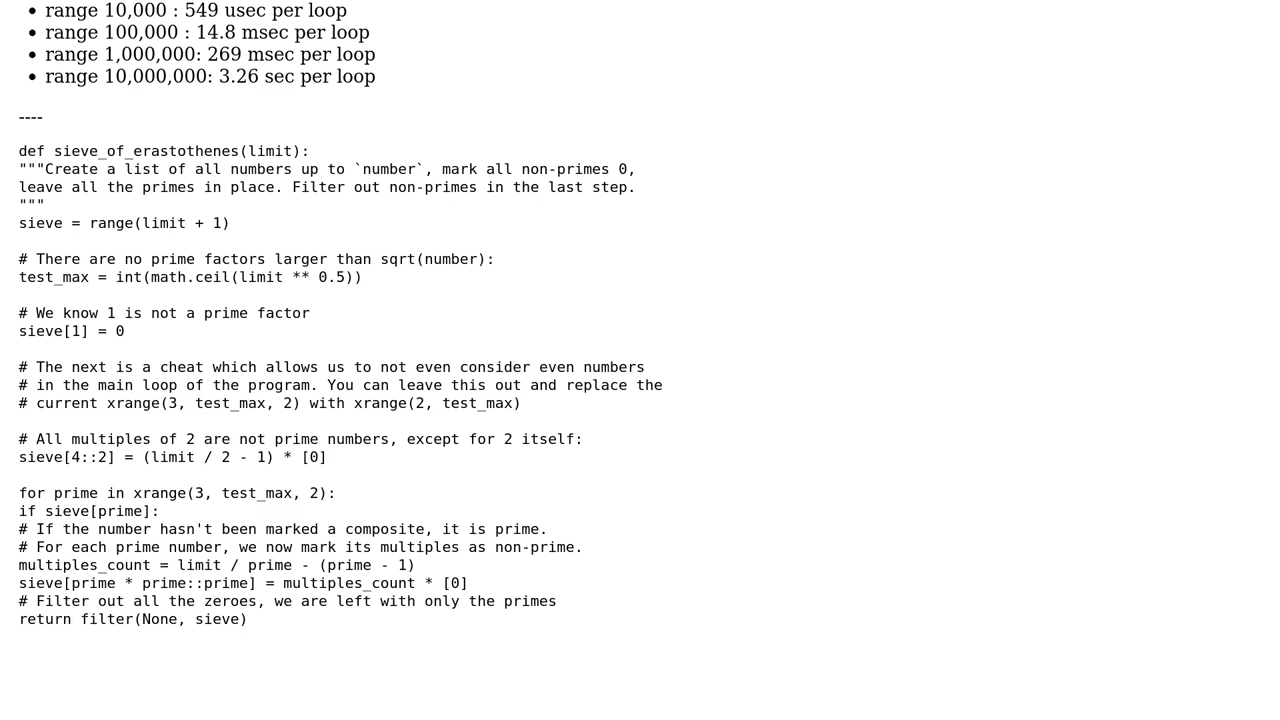 • range 10,000 : 549 usec per loop
• range 100,000 : 14.8 msec per loop
• range 1,000,000: 269 msec per loop
• range 10,000,000: 3.26 sec per loop
----
def sieve_of_erastothenes(limit):
"""Create a list of all numbers up to `number`, mark all non-primes 0,
leave all the primes in place. Filter out non-primes in the last step.
"""
sieve = range(limit + 1)
# There are no prime factors larger than sqrt(number):
test_max = int(math.ceil(limit ** 0.5))
# We know 1 is not a prime factor
sieve[1] = 0
# The next is a cheat which allows us to not even consider even numbers
# in the main loop of the program. You can leave this out and replace the
# current xrange(3, test_max, 2) with xrange(2, test_max)
# All multiples of 2 are not prime numbers, except for 2 itself:
sieve[4::2] = (limit / 2 - 1) * [0]
for prime in xrange(3, test_max, 2):
if sieve[prime]:
# If the number hasn't been marked a composite, it is prime.
# For each prime number, we now mark its multiples as non-prime.
multiples_count = limit / prime - (prime - 1)
sieve[prime * prime::prime] = multiples_count * [0]
# Filter out all the zeroes, we are left with only the primes
return filter(None, sieve)